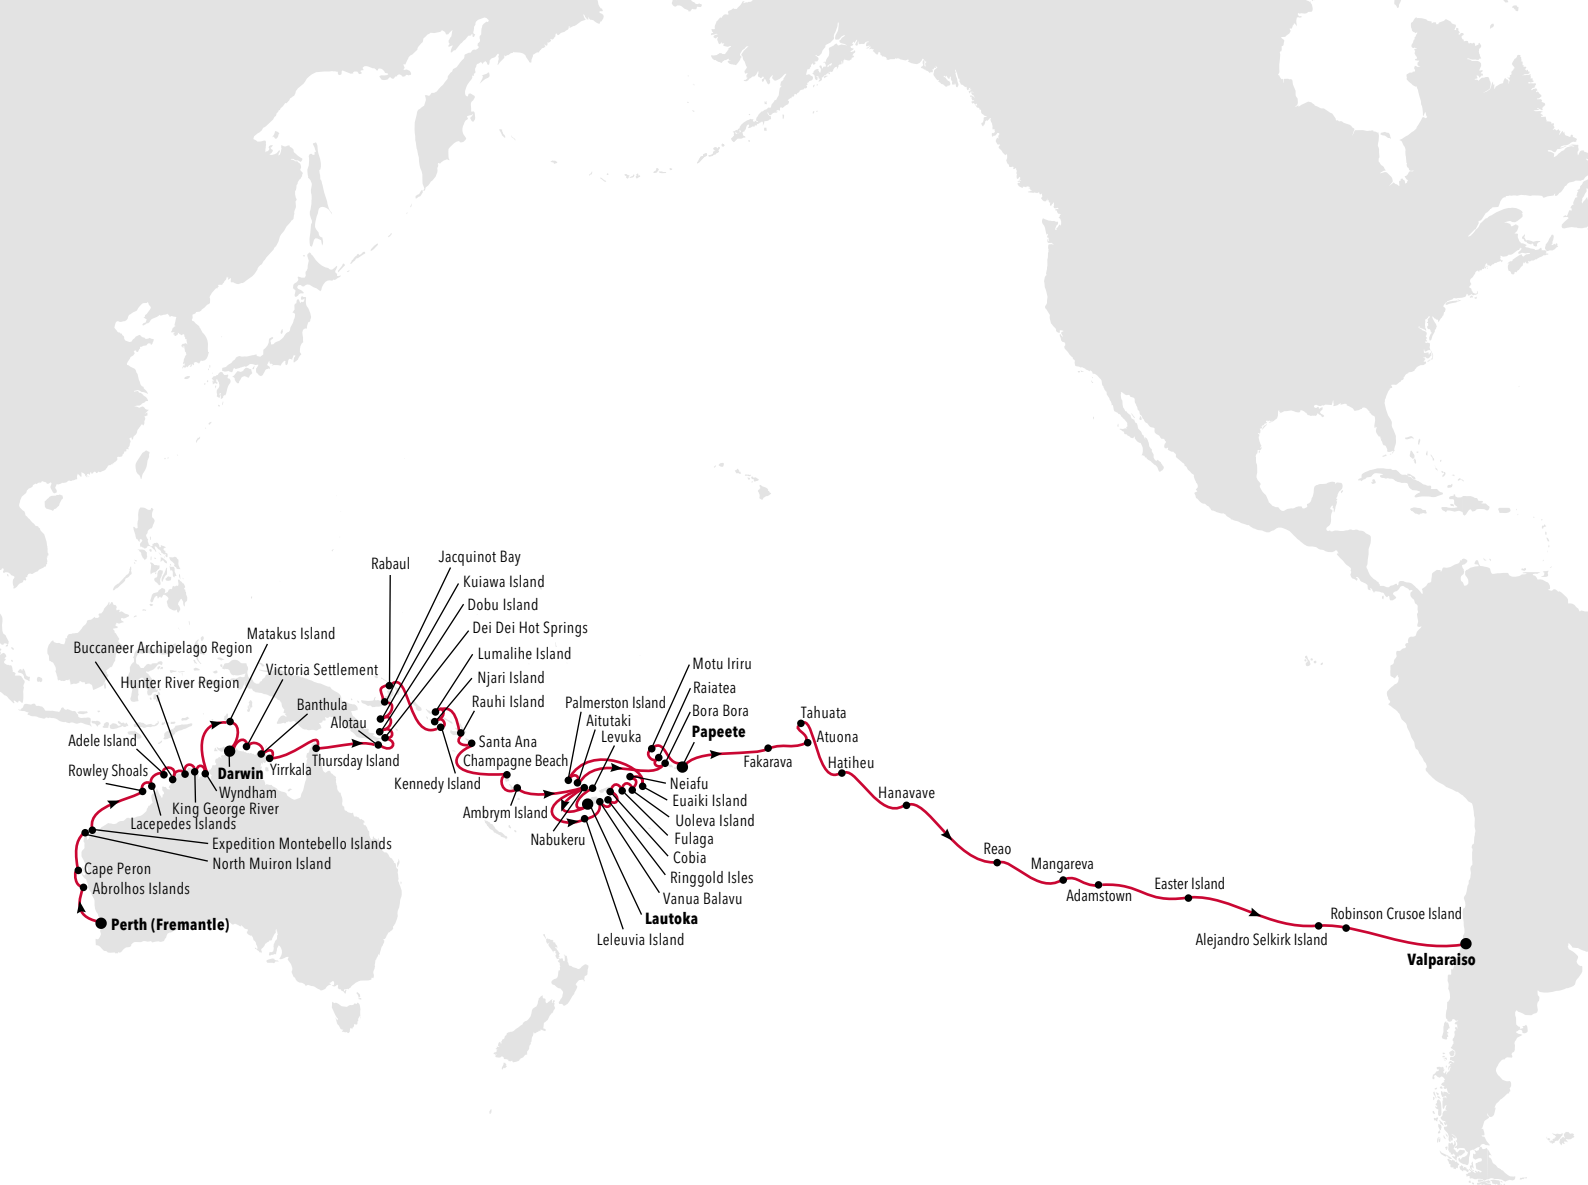 Jacquinot Bay
Rabaul
Kuiawa Island
Dobu Island
Dei Dei Hot Springs
Matakus Island
Buccaneer Archipelago Region
Lumalihe Island
Motu Iriru
Victoria Settlement
Njari Island
Hunter River Region
Raiatea
Rauhi Island
Palmerston Island
Banthula
Bora Bora
Tahuata
Alotau
Aitutaki
Papeete
Levuka
Atuona
Adele Island
Santa Ana
Champagne Beach
Thursday Island
Fakarava
Hatiheu
Rowley Shoals
Darwin
Yirrkala
Kennedy Island
Neiafu
Wyndham
Hanavave
Euaiki Island
King George River
Ambrym Island
Uoleva Island
Lacepedes Islands
Nabukeru
Fulaga
Expedition Montebello Islands
Reao
Cobia
North Muiron Island
Mangareva
Cape Peron
Ringgold Isles
Easter Island
Abrolhos Islands
Adamstown
Vanua Balavu
Robinson Crusoe Island
Perth (Fremantle)
Lautoka
Leleuvia Island
Alejandro Selkirk Island
Valparaiso